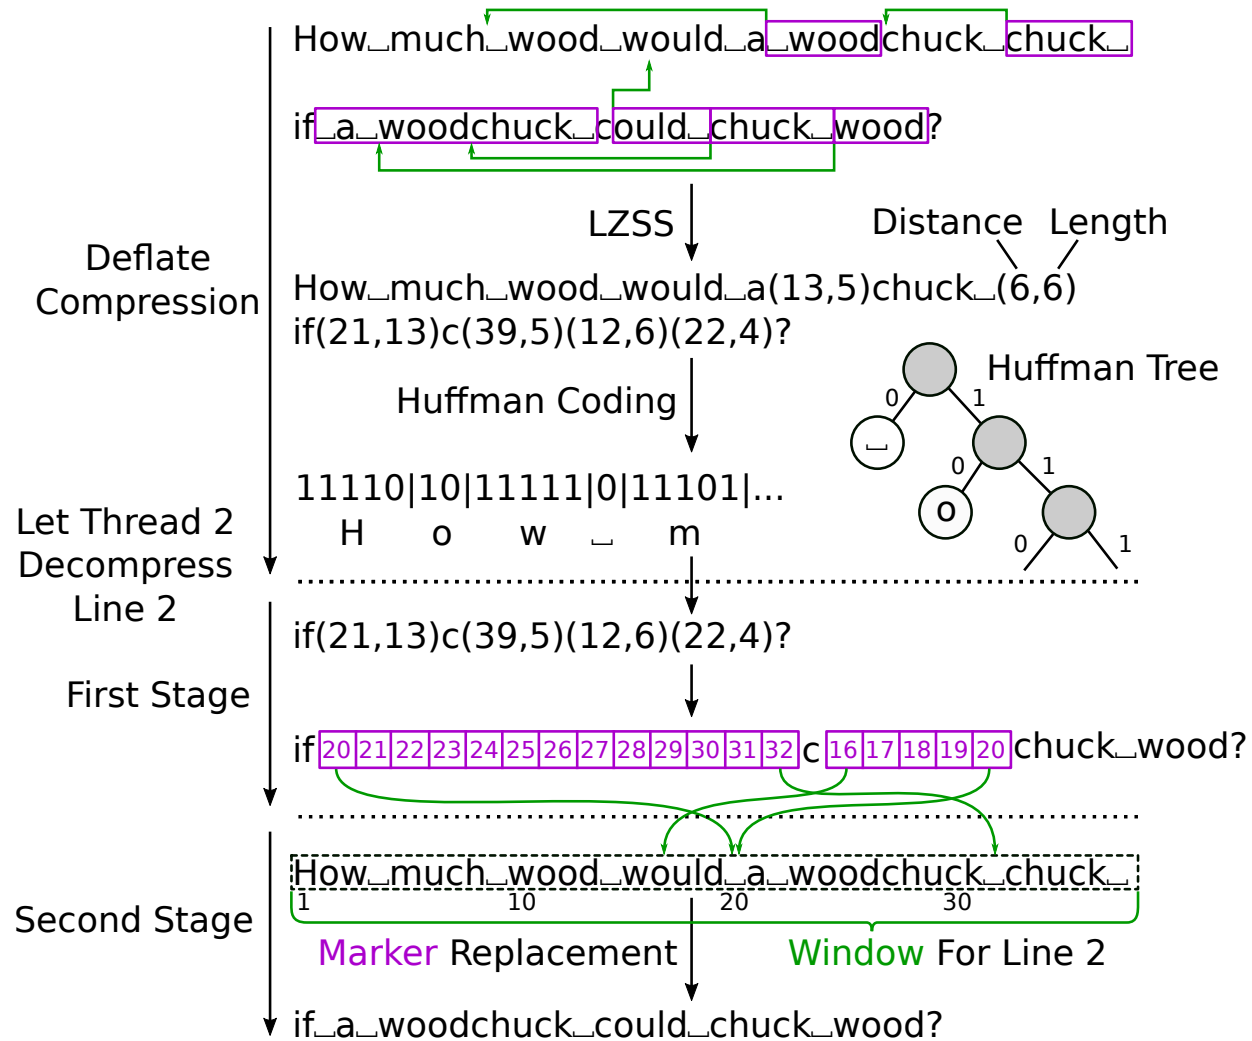 How␣much␣wood␣would␣a␣woodchuck␣chuck␣
if␣a␣woodchuck␣could␣chuck␣wood?
LZSS
Distance Length
Deflate
Compression
How␣much␣wood␣would␣a(13,5)chuck␣(6,6)
if(21,13)c(39,5)(12,6)(22,4)?
Huffman Coding
Huffman Tree
0 1
␣
0 1
o
0 1
11110|10|11111|0|11101|...
H o w ␣ m
Let Thread 2
Decompress
Line 2
if(21,13)c(39,5)(12,6)(22,4)?
First Stage
if 20 21 22 23 24 25 26 27 28 29 30 31 32 c 16 17 18 19 20 chuck␣wood?
How␣much␣wood␣would␣a␣woodchuck␣chuck␣
1 10 20 30
Second Stage
Marker Replacement
Window For Line 2
if␣a␣woodchuck␣could␣chuck␣wood?